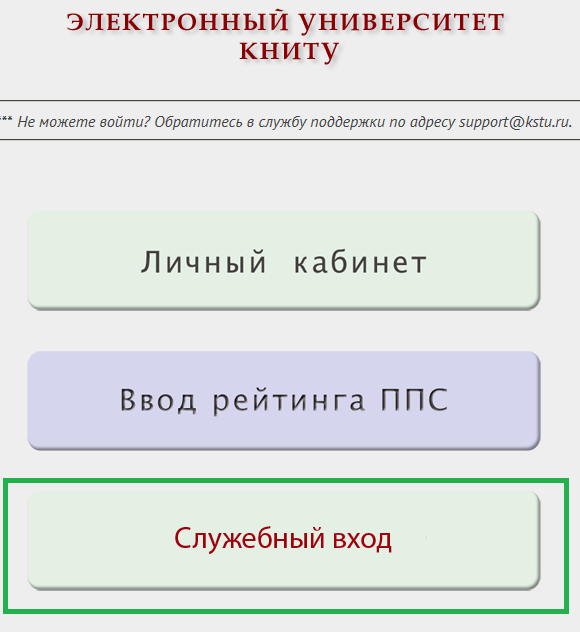 ЭЛЕКТРОННЫЙ УНИВЕРСИТЕТ
КНИТУ
*** Не можете войти? Обратитесь в службу поддержки по адресу support@kstu.ru.
Личный кабинет
Ввод рейтинга ППС
Служебный вход